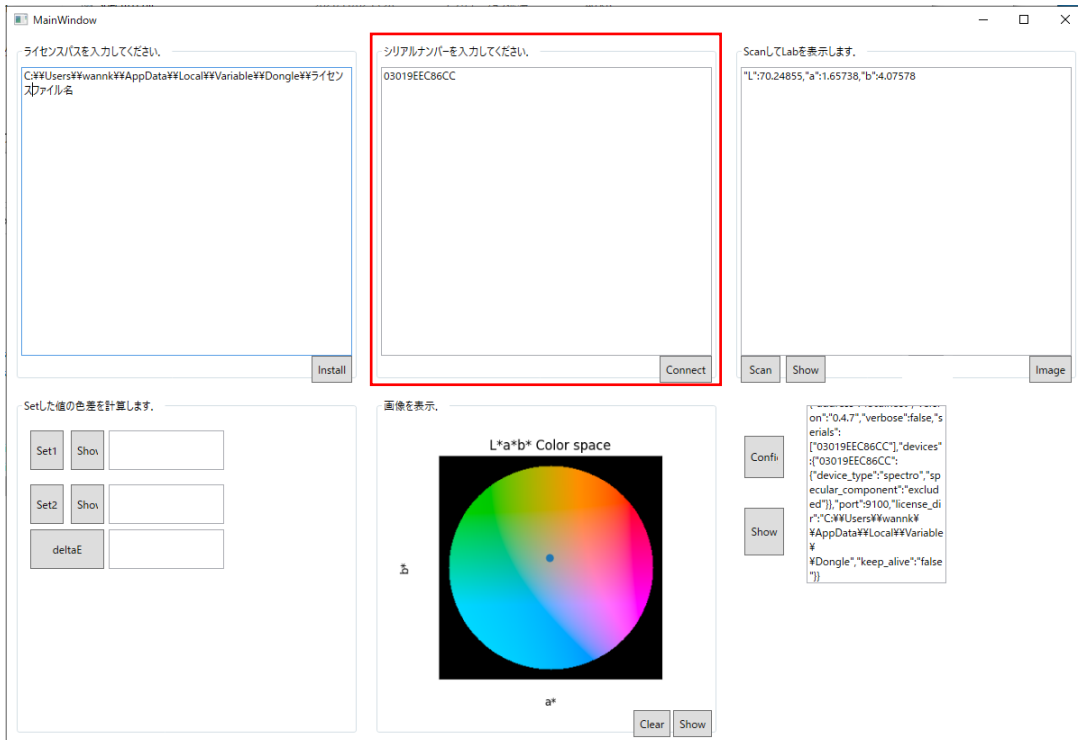 MainWindow
ライセンスパスを入力してください。
C:¥¥Users¥¥wannk¥¥AppData¥¥Local¥¥Variable¥¥Dongle¥¥ライセン
スファイル名
Install
シリアルナンバーを入力してください。
03019EEC86CC
Connect
ScanしてLabを表示します。
"L":70.24855,"a":1.65738,"b":4.07578
Scan
Show
Image
Setした値の色差を計算します。
Set1
Set2
deltaE
画像を表示。
L*a*b* Color space
b*
a*
Clear
Show
Show
on":"0.4.7","verbose":false,"s
erials":
["03019EEC86CC"],"devices"
:{"03019EEC86CC":
{"device_type":"spectro","sp
ecular_component":"exclud
ed"}},"port":9100,"license_di
r":"C:¥¥Users¥¥wannk¥
¥AppData¥¥Local¥¥Variable
¥
¥Dongle","keep_alive":"false
"}}